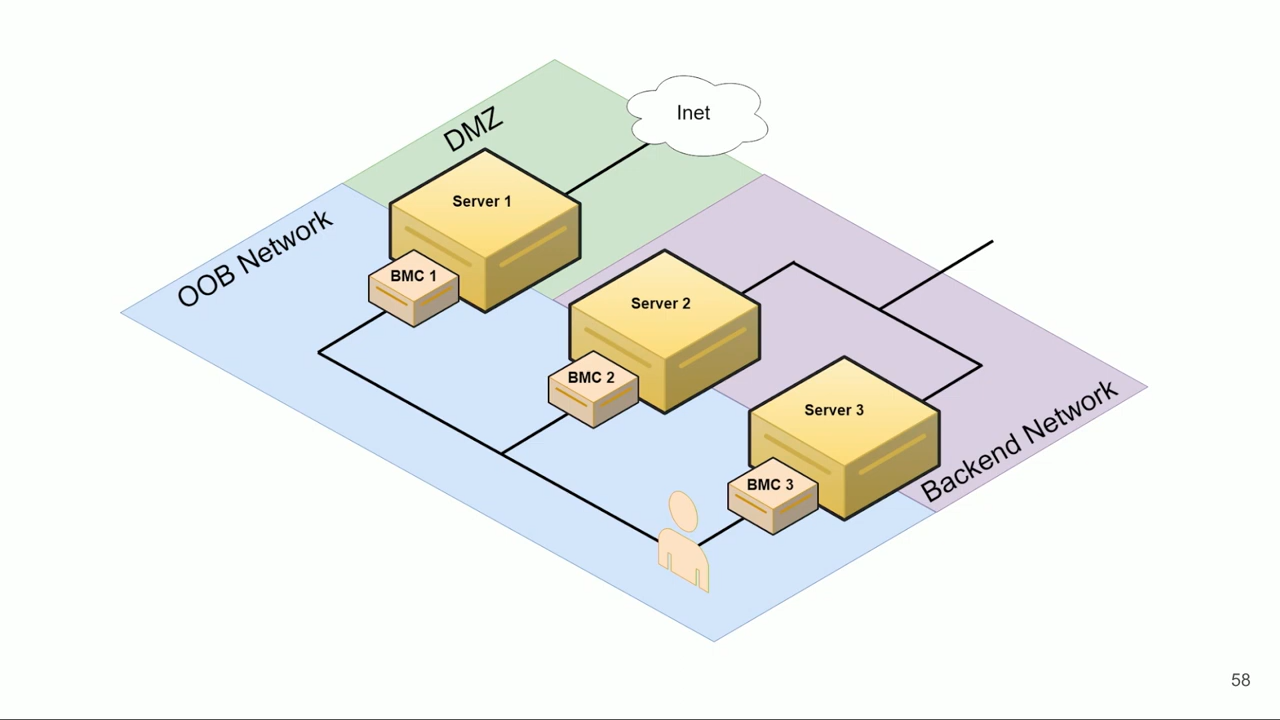 Inet
DMZ
Server 1
OOB Network
BMC 1
Server 2
BMC 2
Server 3
Backend Network
BMC 3
58